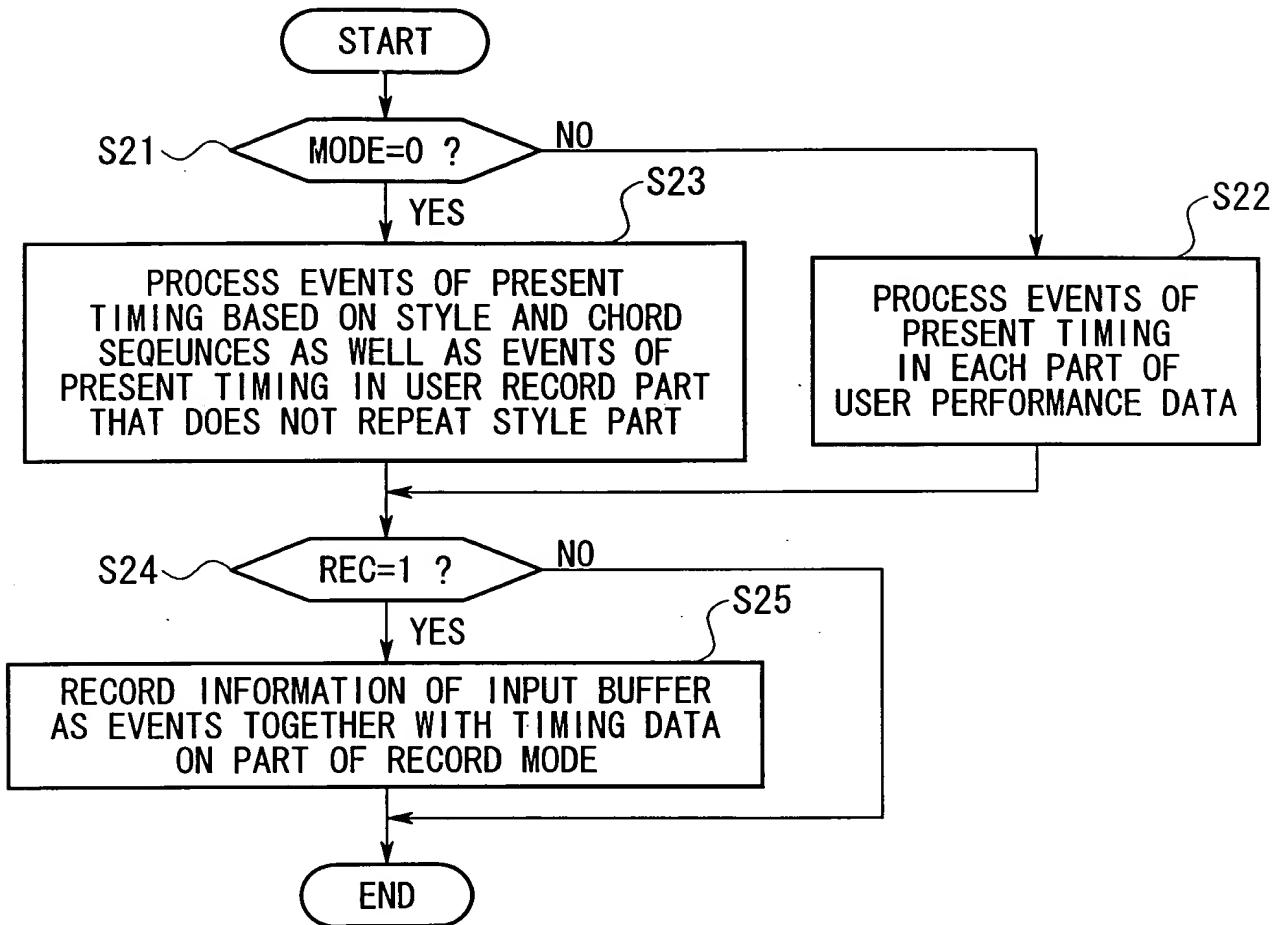 START
S21
MODE=0 ?
NO
YES
S23
S22
PROCESS EVENTS OF PRESENT
TIMING BASED ON STYLE AND CHORD
SEQEUNCES AS WELL AS EVENTS OF
PRESENT TIMING IN USER RECORD PART
THAT DOES NOT REPEAT STYLE PART
PROCESS EVENTS OF
PRESENT TIMING
IN EACH PART OF
USER PERFORMANCE DATA
S24
REC=1 ?
NO
YES
S25
RECORD INFORMATION OF INPUT BUFFER
AS EVENTS TOGETHER WITH TIMING DATA
ON PART OF RECORD MODE
END